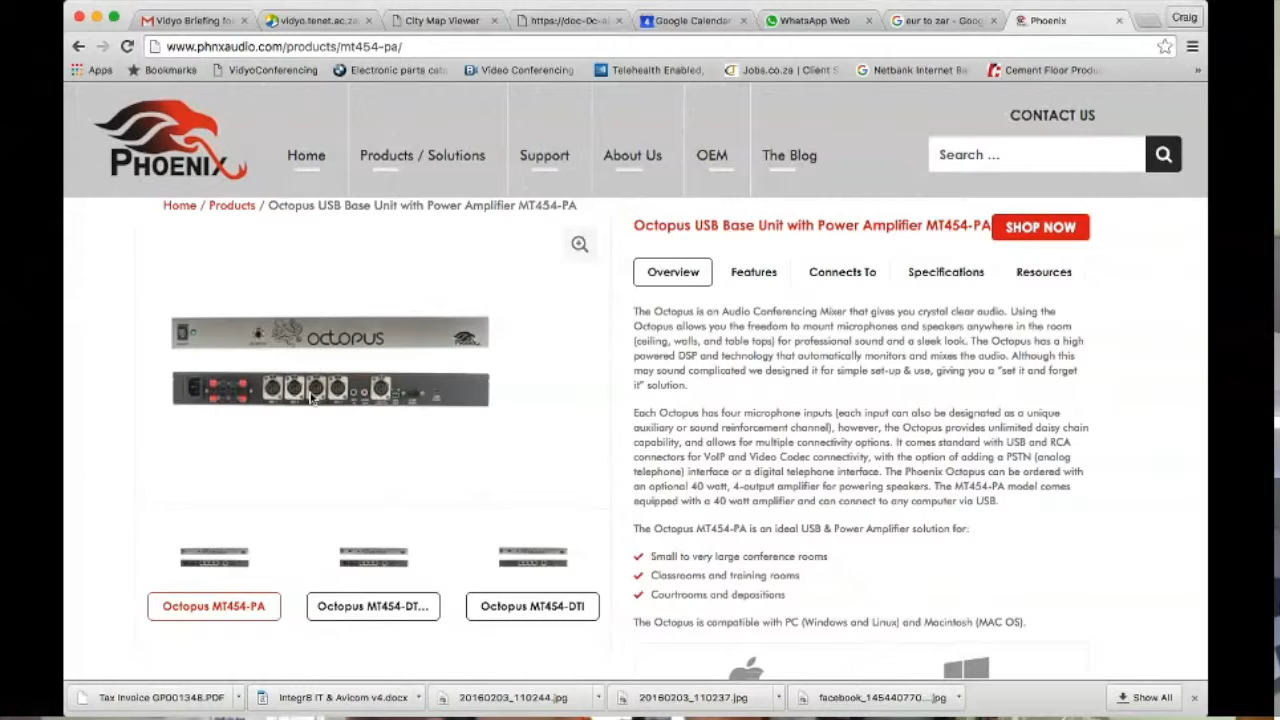 Vidyo Briefing fo
vidyo.tenet.ac.za
City Map Viewer
https://doc-0c-a
Google Calendar
WhatsApp Web
eur to zar - Goog
Phoenix
Craig
www.phnxaudio.com/products/mt454-pa/
Apps
Bookmarks
VidyoConferencing
Electronic parts cata
Video Conferencing
Telehealth Enabled,
Jobs.co.za | Client S
Netbank Internet Ba
Cement Floor Produ
»
PHOENIX
Home
Products / Solutions
Support
About Us
OEM
The Blog
CONTACT US
Search ...
Home / Products / Octopus USB Base Unit with Power Amplifier MT454-PA
octopus
Octopus MT454-PA
Octopus MT454-DT...
Octopus MT454-DTI
Octopus USB Base Unit with Power Amplifier MT454-PA
SHOP NOW
Overview
Features
Connects To
Specifications
Resources
The Octopus is an Audio Conferencing Mixer that gives you crystal clear audio. Using the
Octopus allows you the freedom to mount microphones and speakers anywhere in the room
(ceiling, walls, and table tops) for professional sound and a sleek look. The Octopus has a high
powered DSP and technology that automatically monitors and mixes the audio. Although this
may sound complicated we designed it for simple set-up & use, giving you a "set it and forget
it" solution.
Each Octopus has four microphone inputs (each input can also be designated as a unique
auxiliary or sound reinforcement channel), however, the Octopus provides unlimited daisy chain
capability, and allows for multiple connectivity options. It comes standard with USB and RCA
connectors for VoIP and Video Codec connectivity, with the option of adding a PSTN (analog
telephone) interface or a digital telephone interface. The Phoenix Octopus can be ordered with
an optional 40 watt, 4-output amplifier for powering speakers. The MT454-PA model comes
equipped with a 40 watt amplifier and can connect to any computer via USB.
The Octopus MT454-PA is an ideal USB & Power Amplifier solution for:
Small to very large conference rooms
Classrooms and training rooms
Courtrooms and depositions
The Octopus is compatible with PC (Windows and Linux) and Macintosh (MAC OS).
Tax Invoice GP001348.PDF
Integr8 IT & Avicom v4.docx
20160203_110244.jpg
20160203_110237.jpg
facebook_145440770....jpg
Show All